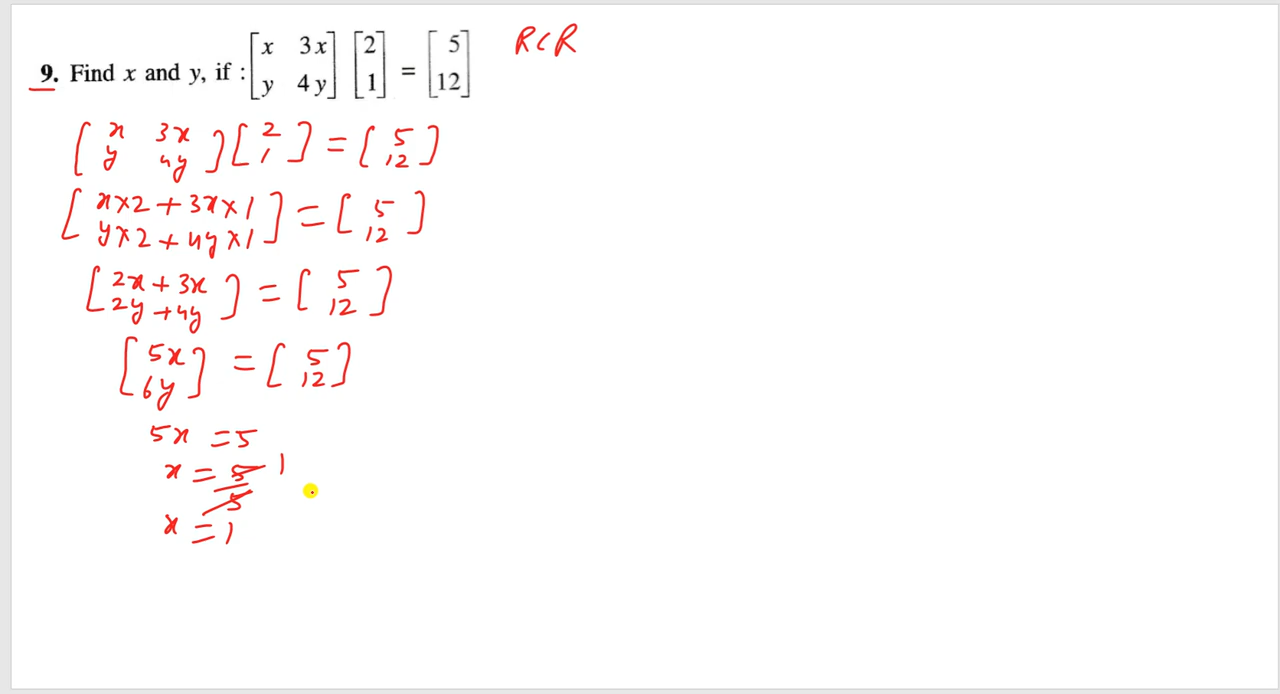 9. Find x and y, if : [x 3x; y 4y] [2; 1] = [5; 12] RCR
[x 3x; y 4y] [2; 1] = [5; 12]
[x×2+3x×1; y×2+4y×1] = [5; 12]
[2x+3x; 2y+4y] = [5; 12]
[5x; 6y] = [5; 12]
5x = 5
x = 5/5 1
x = 1